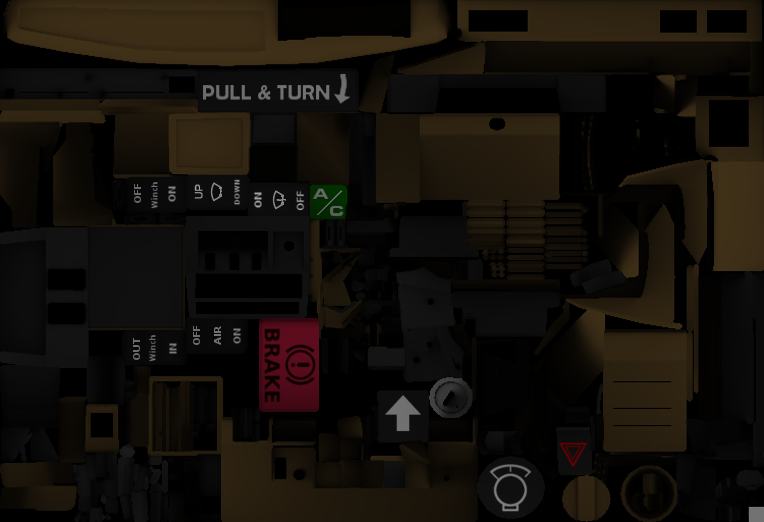 PULL & TURN
OFF
Winch
ON
UP
DOWN
ON
OFF
A/C
OUT
Winch
IN
OFF
AIR
ON
BRAKE